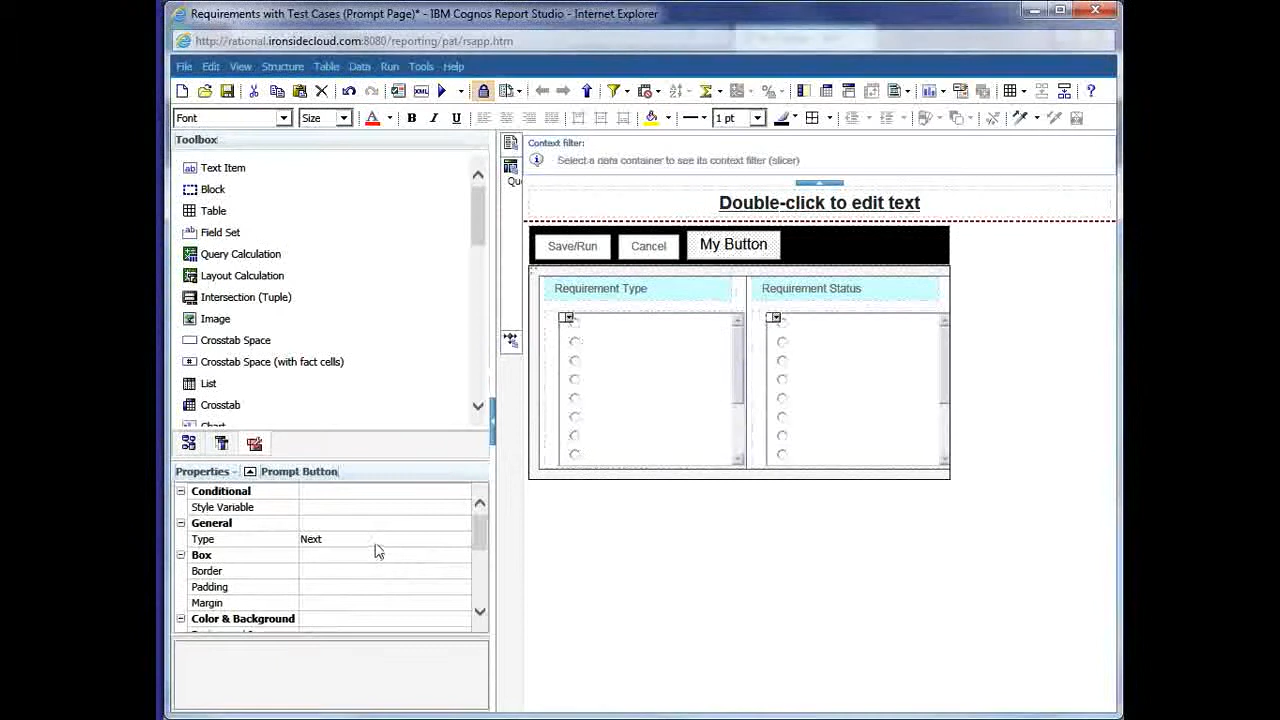 Requirements with Test Cases (Prompt Page)* - IBM Cognos Report Studio - Internet Explorer
http://rational.ironsidecloud.com:8080/reporting/pat/rsapp.htm
File Edit View Structure Table Data Run Tools Help
Font Size B I U 1 pt
Toolbox
Text Item
Block
Table
Field Set
Query Calculation
Layout Calculation
Intersection (Tuple)
Image
Crosstab Space
Crosstab Space (with fact cells)
List
Crosstab
Chart
Properties - Prompt Button
Conditional
Style Variable
General
Type Next
Box
Border
Padding
Margin
Color & Background
Context filter:
Select a data container to see its context filter (slicer)
Double-click to edit text
Save/Run Cancel My Button
Requirement Type Requirement Status